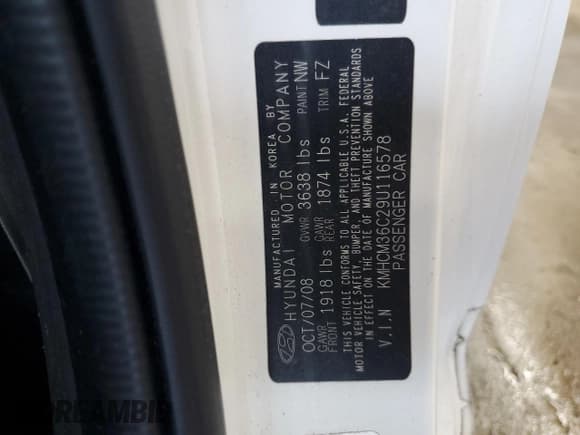 MANUFACTURED IN KOREA BY
HYUNDAI MOTOR COMPANY
OCT/07/08 GVWR 3638 lbs PAINT NW
GAWR FRONT 1918 lbs GAWR REAR 1874 lbs TRIM FZ
THIS VEHICLE CONFORMS TO ALL APPLICABLE U.S.A. FEDERAL
MOTOR VEHICLE SAFETY, BUMPER, AND THEFT PREVENTION STANDARDS
IN EFFECT ON THE DATE OF MANUFACTURE SHOWN ABOVE
V.I.N KMHCM36C29U116578
PASSENGER CAR